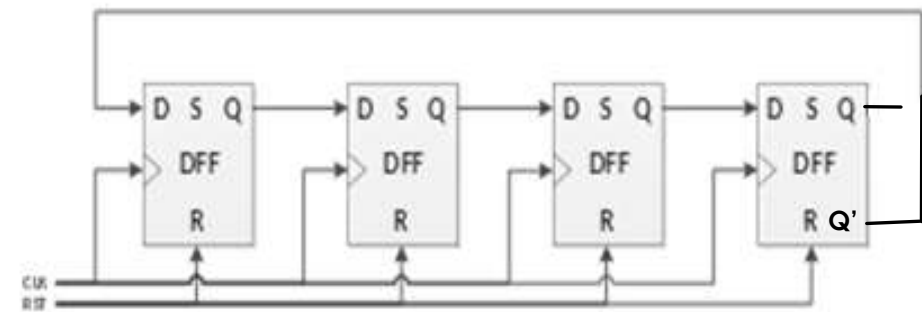 D S Q D S Q D S Q D S Q
DFF DFF DFF DFF
R R R R Q’
CLK
RST